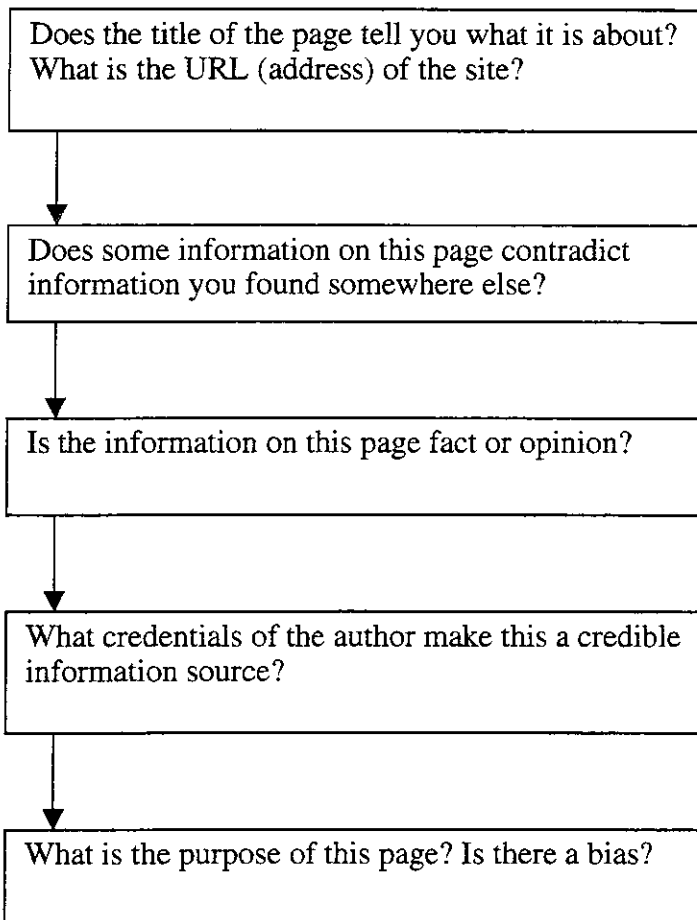 Does the title of the page tell you what it is about?
What is the URL (address) of the site?
Does some information on this page contradict
information you found somewhere else?
Is the information on this page fact or opinion?
What credentials of the author make this a credible
information source?
What is the purpose of this page? Is there a bias?